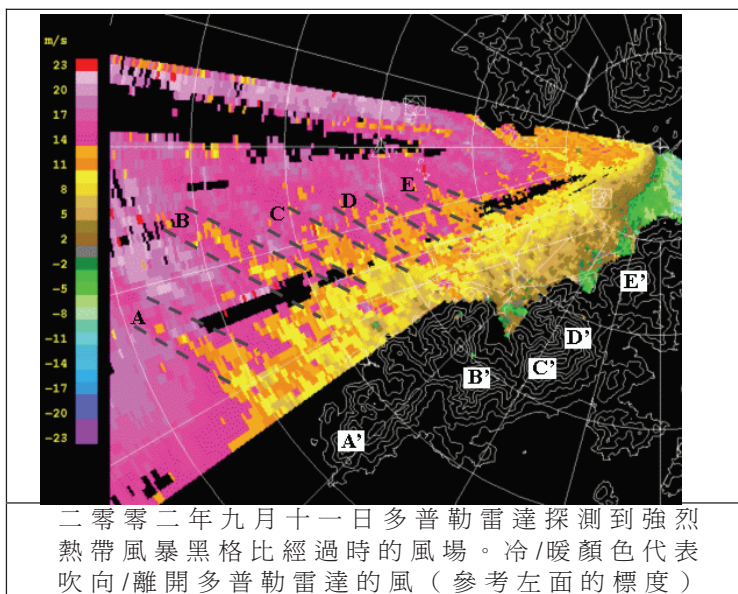 m/s
23
20
17
14
11
8
5
2
-2
-5
-8
-11
-14
-17
-20
-23
A
B
C
D
E
A'
B'
C'
D'
E'
二零零二年九月十一日多普勒雷達探測到強烈
熱帶風暴黑格比經過時的風場。冷/暖顏色代表
吹向/離開多普勒雷達的風（參考左面的標度）